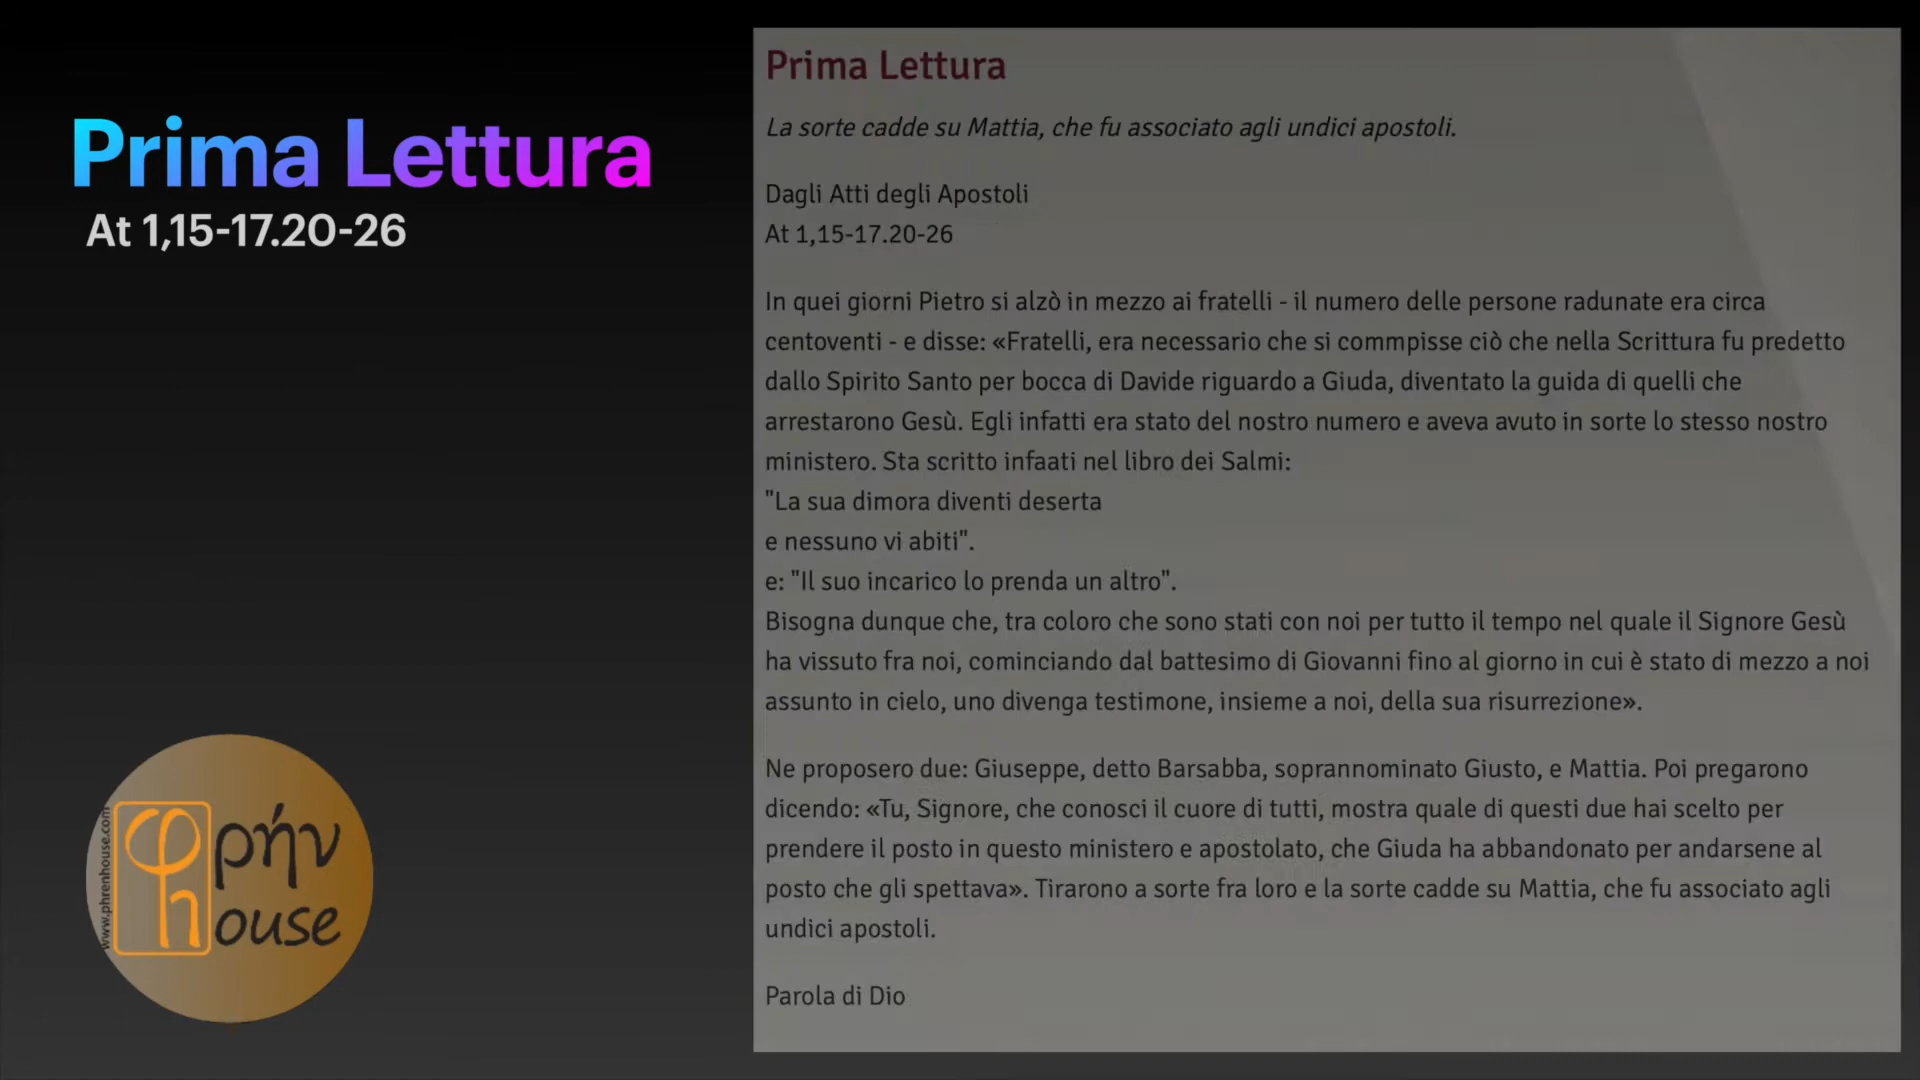 Prima Lettura
At 1,15-17.20-26
www.phrenhouse.com
φρήν
house
Prima Lettura
La sorte cadde su Mattia, che fu associato agli undici apostoli.
Dagli Atti degli Apostoli
At 1,15-17.20-26
In quei giorni Pietro si alzò in mezzo ai fratelli - il numero delle persone radunate era circa
centoventi - e disse: «Fratelli, era necessario che si commpisse ciò che nella Scrittura fu predetto
dallo Spirito Santo per bocca di Davide riguardo a Giuda, diventato la guida di quelli che
arrestarono Gesù. Egli infatti era stato del nostro numero e aveva avuto in sorte lo stesso nostro
ministero. Sta scritto infaati nel libro dei Salmi:
"La sua dimora diventi deserta
e nessuno vi abiti".
e: "Il suo incarico lo prenda un altro".
Bisogna dunque che, tra coloro che sono stati con noi per tutto il tempo nel quale il Signore Gesù
ha vissuto fra noi, cominciando dal battesimo di Giovanni fino al giorno in cui è stato di mezzo a noi
assunto in cielo, uno divenga testimone, insieme a noi, della sua risurrezione».
Ne proposero due: Giuseppe, detto Barsabba, soprannominato Giusto, e Mattia. Poi pregarono
dicendo: «Tu, Signore, che conosci il cuore di tutti, mostra quale di questi due hai scelto per
prendere il posto in questo ministero e apostolato, che Giuda ha abbandonato per andarsene al
posto che gli spettava». Tirarono a sorte fra loro e la sorte cadde su Mattia, che fu associato agli
undici apostoli.
Parola di Dio